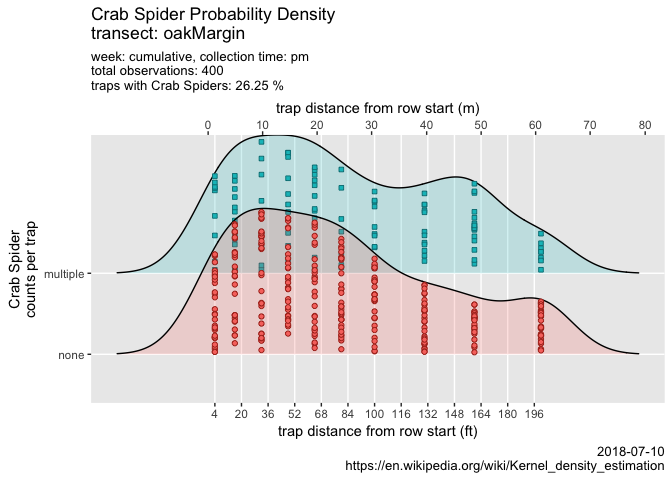 Crab Spider Probability Density
transect: oakMargin
week: cumulative, collection time: pm
total observations: 400
traps with Crab Spiders: 26.25 %
trap distance from row start (m)
0 10 20 30 40 50 60 70 80
Crab Spider
counts per trap
multiple
none
4 20 36 52 68 84 100 116 132 148 164 180 196
trap distance from row start (ft)
2018-07-10
https://en.wikipedia.org/wiki/Kernel_density_estimation